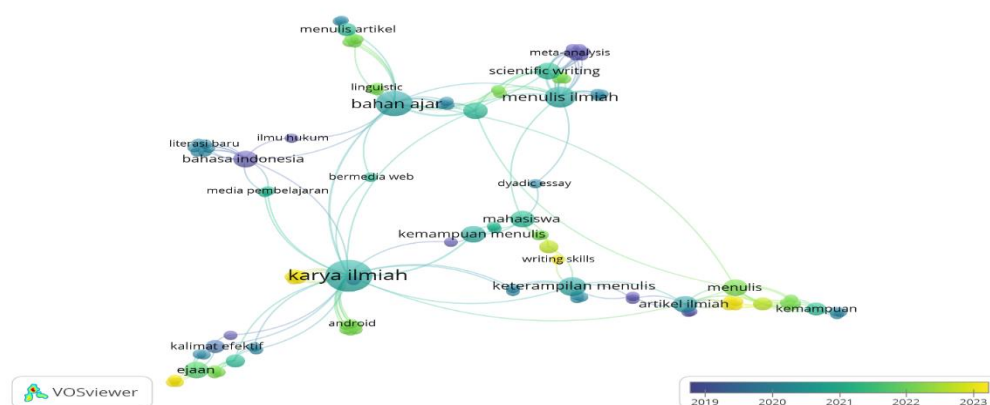 menulis artikel
meta-analysis
scientific writing
linguistic
bahan ajar
menulis ilmiah
ilmu hukum
literasi baru
bahasa indonesia
bermedia web
dyadic essay
media pembelajaran
mahasiswa
kemampuan menulis
writing skills
karya ilmiah
keterampilan menulis
menulis
artikel ilmiah
kemampuan
android
kalimat efektif
ejaan
VOSviewer
2019 2020 2021 2022 2023